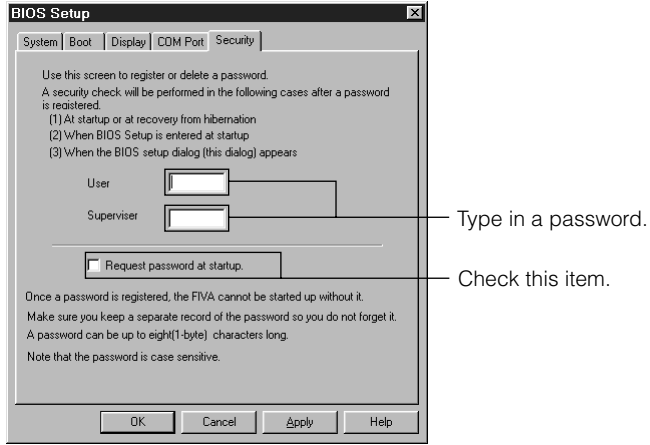 BIOS Setup
System Boot Display COM Port Security
Use this screen to register or delete a password.
A security check will be performed in the following cases after a password
is registered.
(1) At startup or at recovery from hibernation
(2) When BIOS Setup is entered at startup
(3) When the BIOS setup dialog (this dialog) appears
User
Superviser
Type in a password.
Request password at startup.
Check this item.
Once a password is registered, the FIVA cannot be started up without it.
Make sure you keep a separate record of the password so you do not forget it.
A password can be up to eight(1-byte) characters long.
Note that the password is case sensitive.
OK Cancel Apply Help